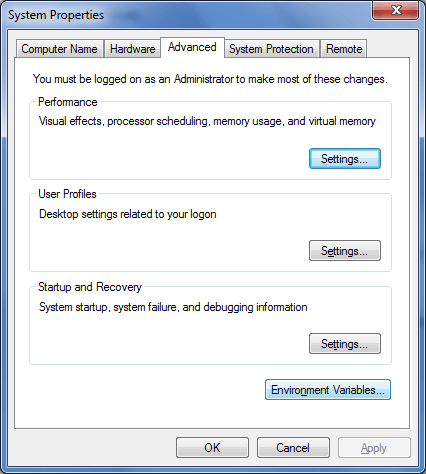 System Properties
Computer Name Hardware Advanced System Protection Remote
You must be logged on as an Administrator to make most of these changes.
Performance
Visual effects, processor scheduling, memory usage, and virtual memory
Settings...
User Profiles
Desktop settings related to your logon
Settings...
Startup and Recovery
System startup, system failure, and debugging information
Settings...
Environment Variables...
OK Cancel Apply